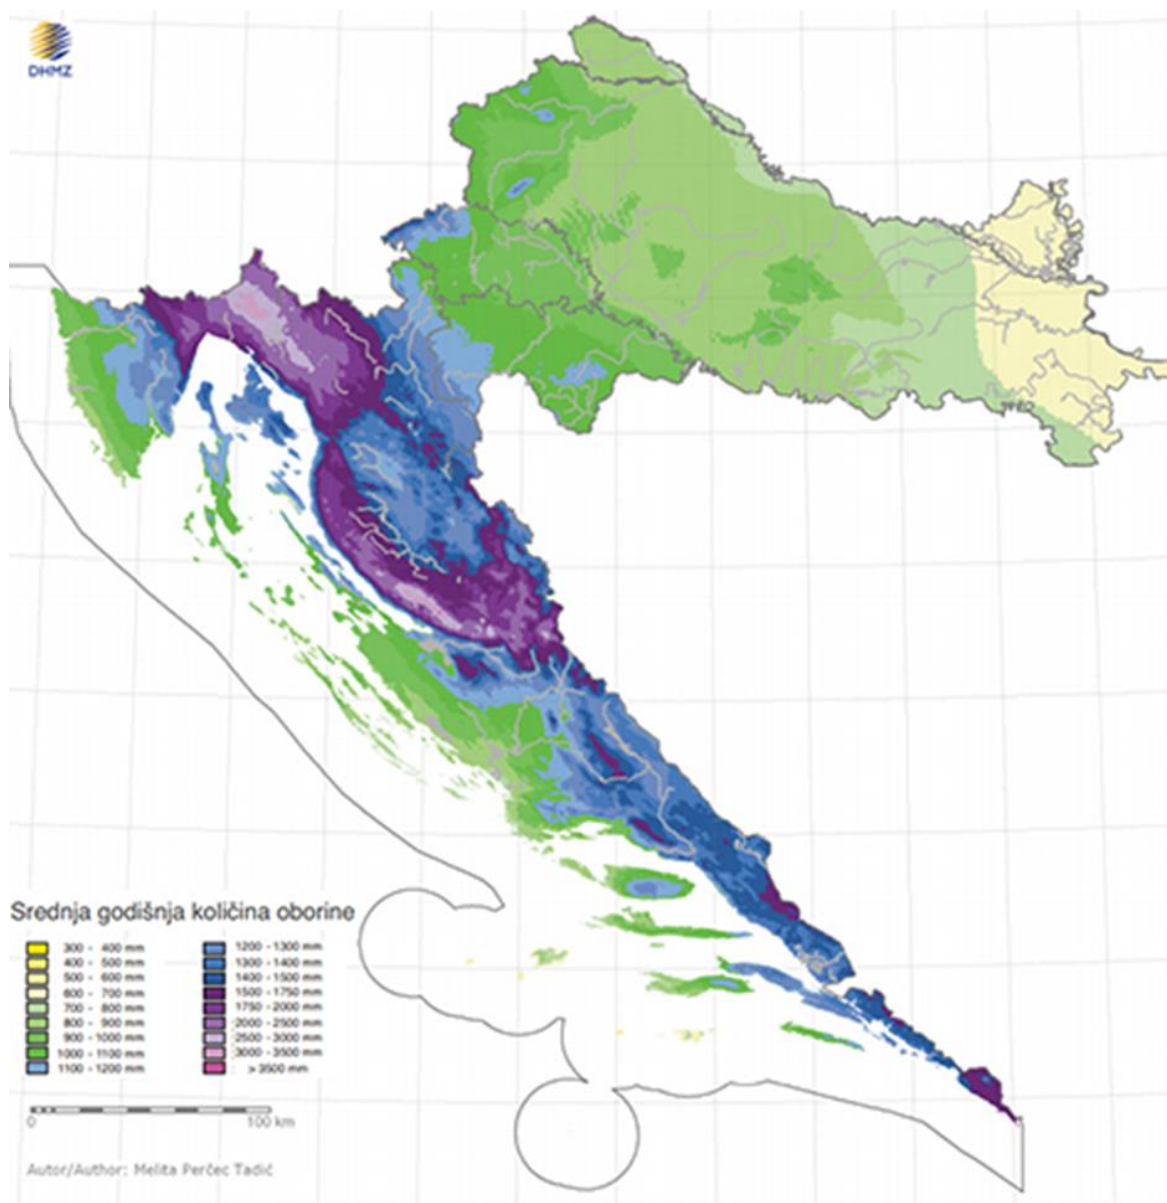 DHMZ
Srednja godišnja količina oborine
300 - 400 mm
400 - 500 mm
500 - 600 mm
600 - 700 mm
700 - 800 mm
800 - 900 mm
900 - 1000 mm
1000 - 1100 mm
1100 - 1200 mm
1200 - 1300 mm
1300 - 1400 mm
1400 - 1500 mm
1500 - 1750 mm
1750 - 2000 mm
2000 - 2500 mm
2500 - 3000 mm
3000 - 3500 mm
> 3500 mm
0 100 km
Autor/Author: Melita Perčec Tadić